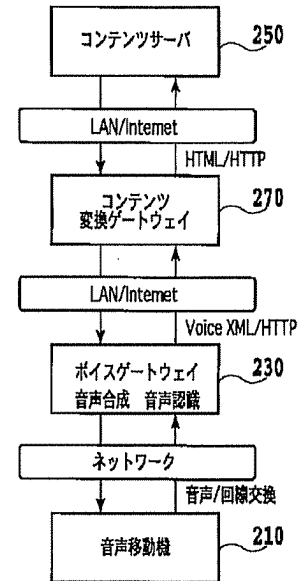 コンテンツサーバ
250
LAN/Internet
HTML/HTTP
コンテンツ
変換ゲートウェイ
270
LAN/Internet
Voice XML/HTTP
ボイスゲートウェイ
音声合成 音声認識
230
ネットワーク
音声/回線交換
音声移動機
210